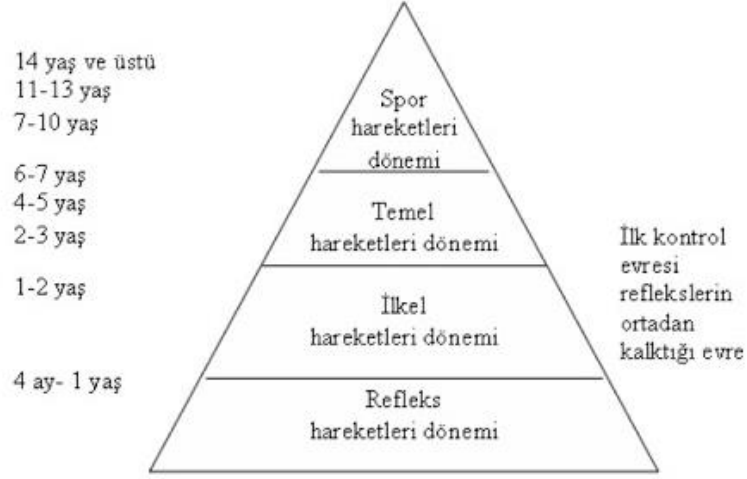 14 yaş ve üstü
11-13 yaş
7-10 yaş
6-7 yaş
4-5 yaş
2-3 yaş
1-2 yaş
4 ay- 1 yaş
Spor
hareketleri
dönemi
Temel
hareketleri dönemi
İlkel
hareketleri dönemi
Refleks
hareketleri dönemi
İlk kontrol
evresi
reflekslerin
ortadan
kalktığı evre